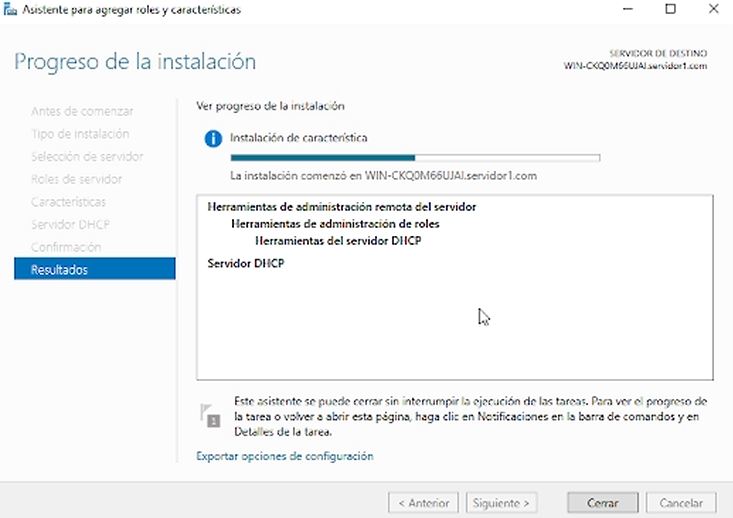 Asistente para agregar roles y características
Progreso de la instalación
SERVIDOR DE DESTINO
WIN-CKQ0M66UJAI.servidor1.com
Antes de comenzar
Tipo de instalación
Selección de servidor
Roles de servidor
Características
Servidor DHCP
Confirmación
Resultados
Ver progreso de la instalación
Instalación de característica
La instalación comenzó en WIN-CKQ0M66UJAI.servidor1.com
Herramientas de administración remota del servidor
Herramientas de administración de roles
Herramientas del servidor DHCP
Servidor DHCP
1
Este asistente se puede cerrar sin interrumpir la ejecución de las tareas. Para ver el progreso de
la tarea o volver a abrir esta página, haga clic en Notificaciones en la barra de comandos y en
Detalles de la tarea.
Exportar opciones de configuración
< Anterior
Siguiente >
Cerrar
Cancelar